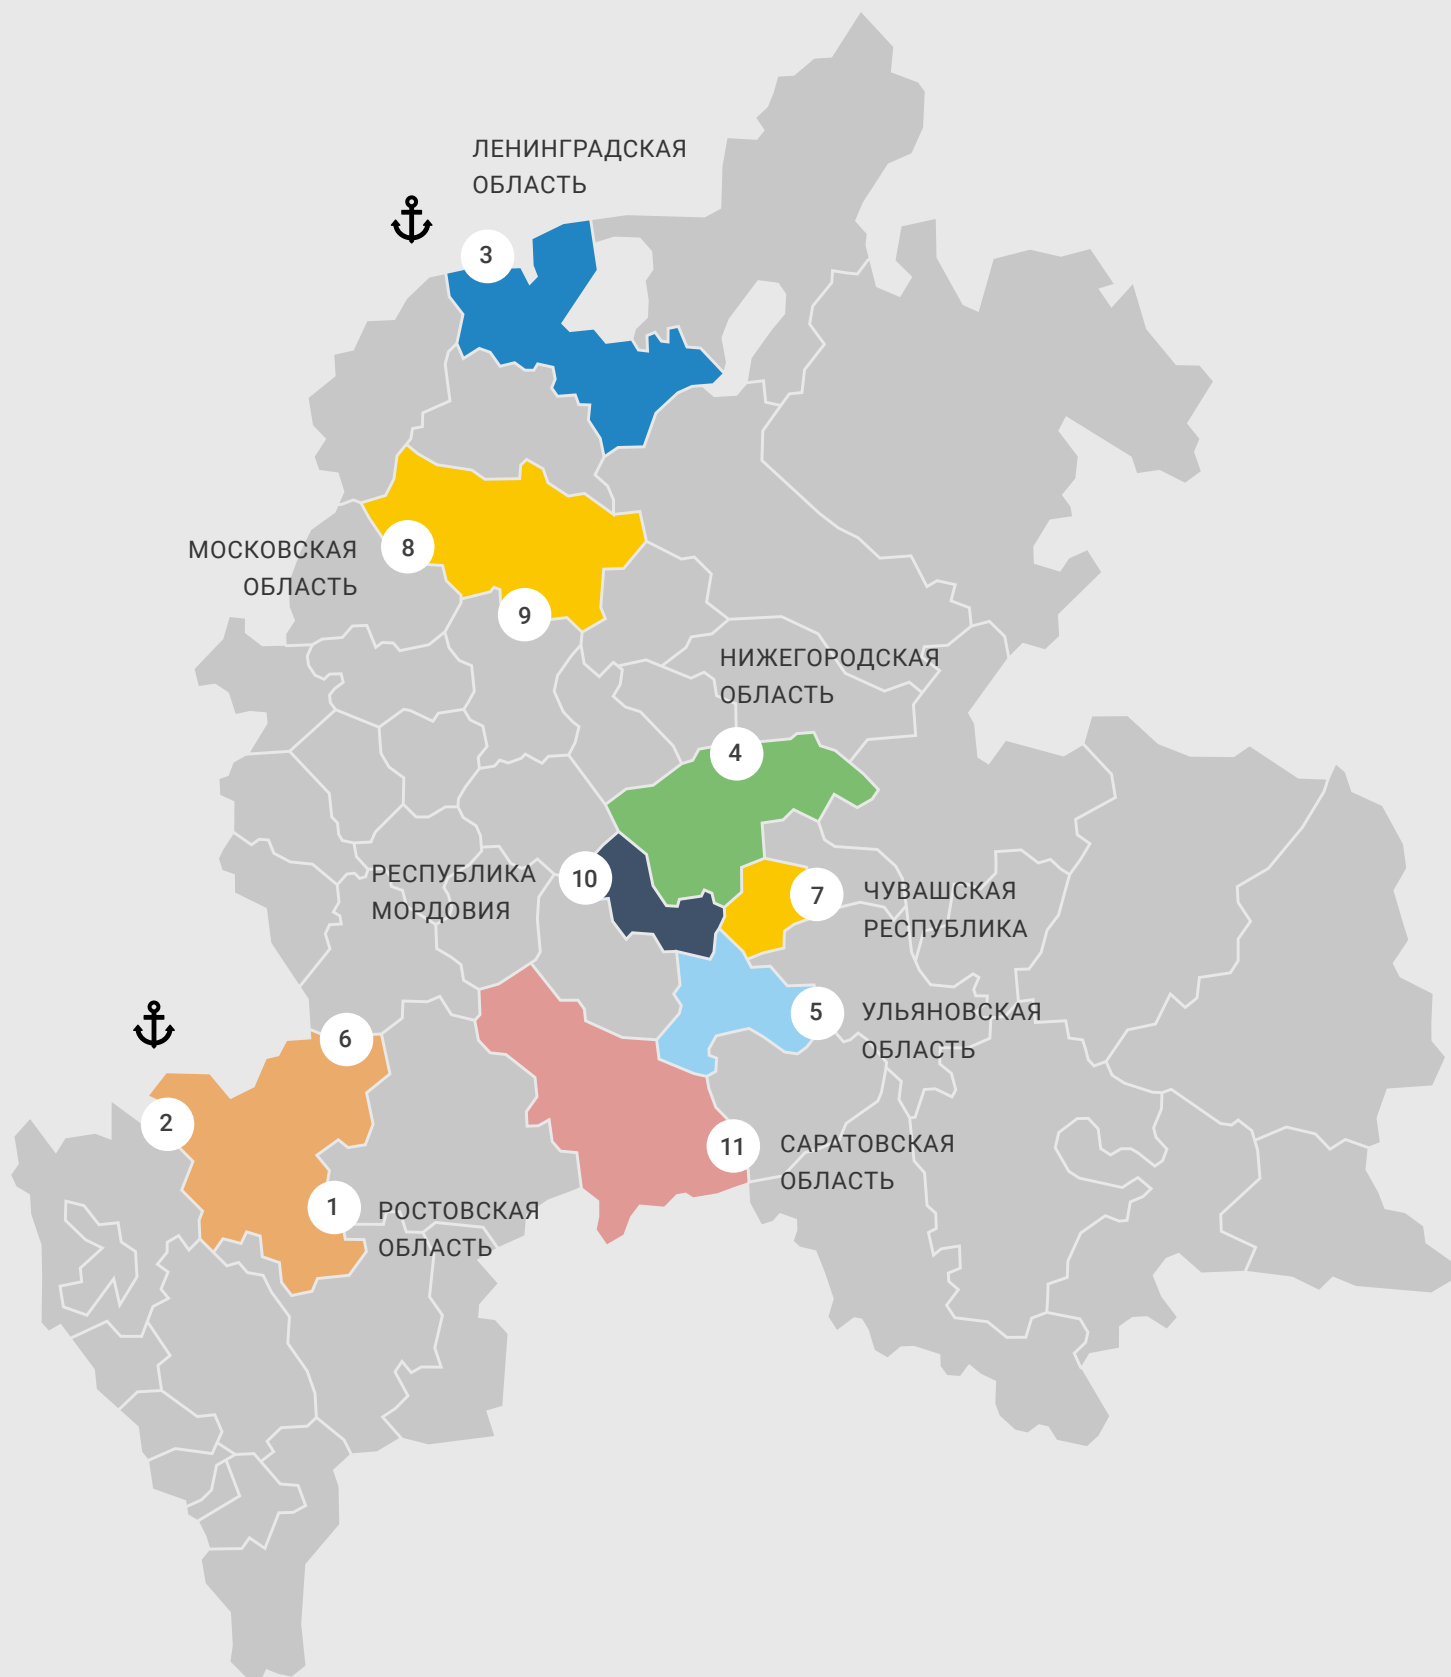 ЛЕНИНГРАДСКАЯ
ОБЛАСТЬ
3
МОСКОВСКАЯ
ОБЛАСТЬ
8
9
НИЖЕГОРОДСКАЯ
ОБЛАСТЬ
4
РЕСПУБЛИКА
МОРДОВИЯ
10
7
ЧУВАШСКАЯ
РЕСПУБЛИКА
5
УЛЬЯНОВСКАЯ
ОБЛАСТЬ
6
2
11
САРАТОВСКАЯ
ОБЛАСТЬ
1
РОСТОВСКАЯ
ОБЛАСТЬ